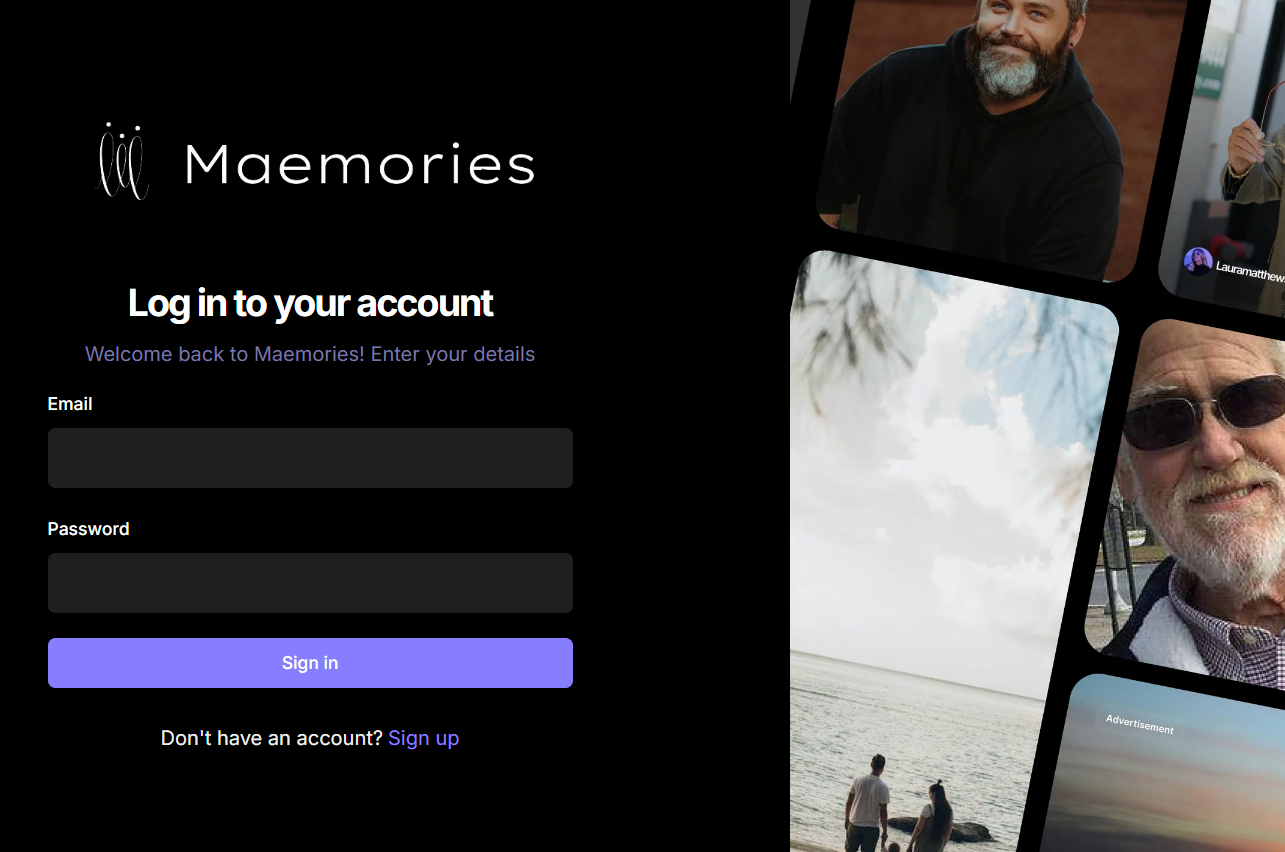 Maemories
Log in to your account
Welcome back to Maemories! Enter your details
Email
Password
Sign in
Don't have an account? Sign up
Advertisement